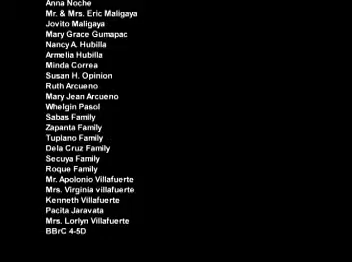 Anna Noche
Mr. & Mrs. Eric Maligaya
Jovito Maligaya
Mary Grace Gumapac
Nancy A. Hubilla
Armelia Hubilla
Minda Correa
Susan H. Opinion
Ruth Arcueno
Mary Jean Arcueno
Whelgin Pasol
Sabas Family
Zapanta Family
Tuplano Family
Dela Cruz Family
Secuya Family
Roque Family
Mr. Apolonio Villafuerte
Mrs. Virginia villafuerte
Kenneth Villafuerte
Pacita Jaravata
Mrs. Lorlyn Villafuerte
BBrC 4-5D